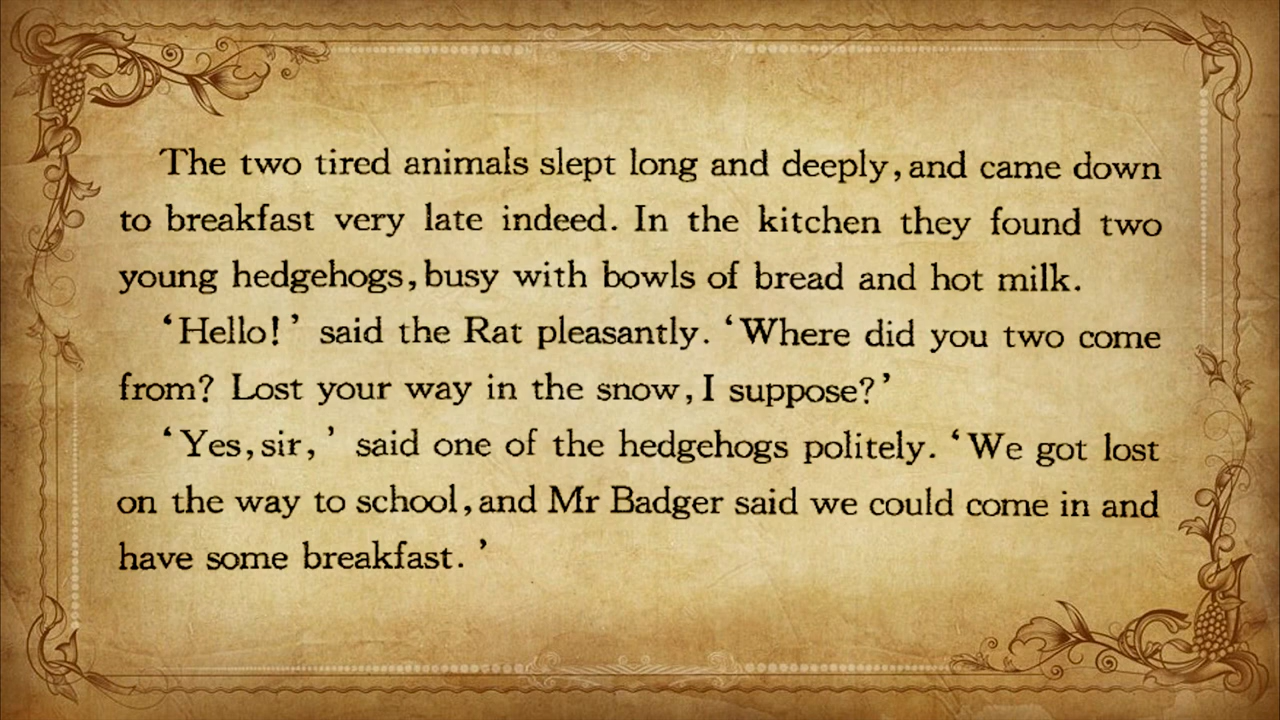 The two tired animals slept long and deeply, and came down
to breakfast very late indeed. In the kitchen they found two
young hedgehogs, busy with bowls of bread and hot milk.
‘Hello!’ said the Rat pleasantly. ‘Where did you two come
from? Lost your way in the snow, I suppose?’
‘Yes, sir,’ said one of the hedgehogs politely. ‘We got lost
on the way to school, and Mr Badger said we could come in and
have some breakfast.’